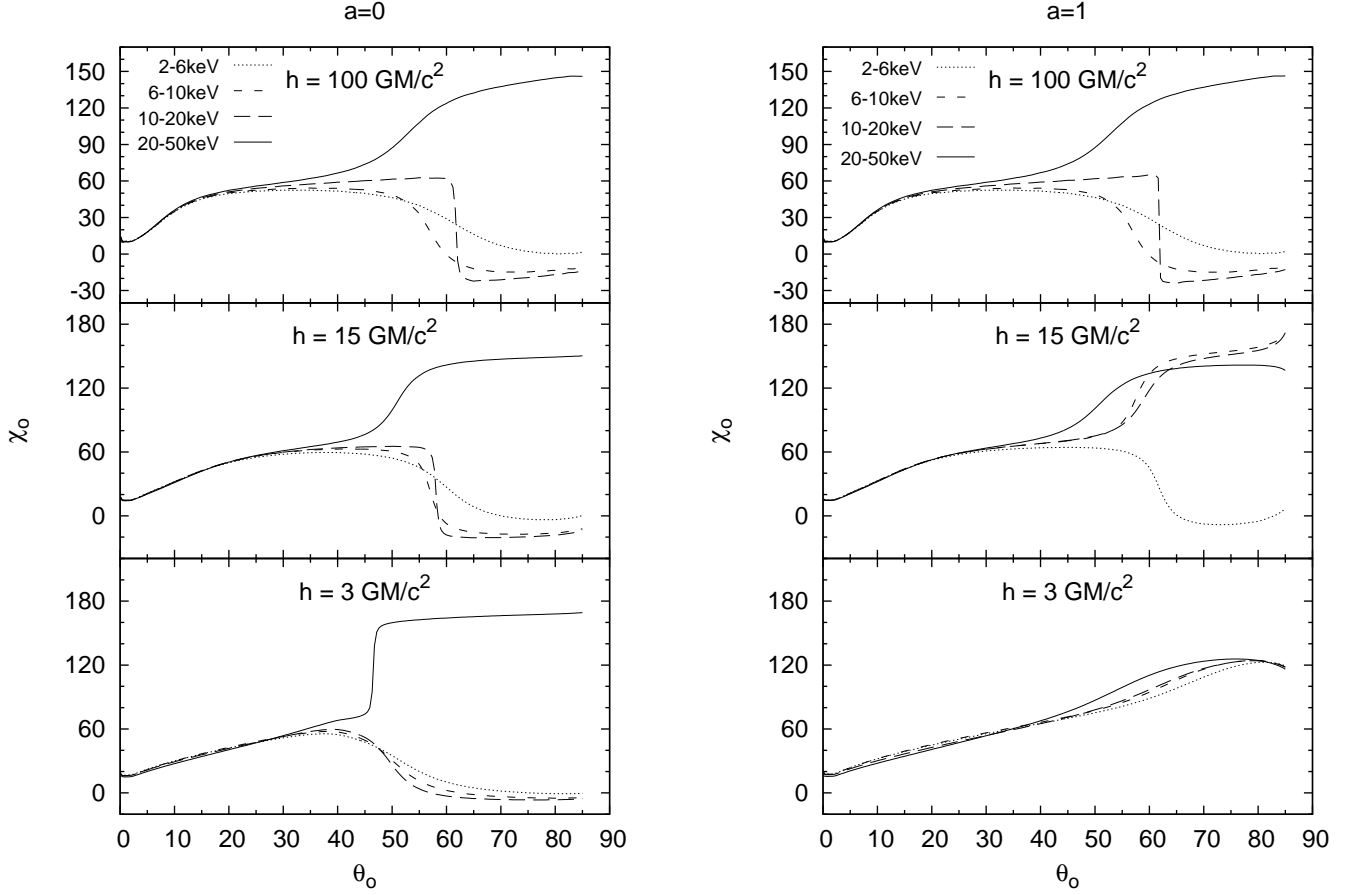 a=0
150
120
90
60
30
0
-30
2-6keV
6-10keV
10-20keV
20-50keV
h = 100 GM/c²
180
120
60
0
h = 15 GM/c²
180
120
60
0
h = 3 GM/c²
0 10 20 30 40 50 60 70 80 90
χₒ
θₒ
a=1
150
120
90
60
30
0
-30
2-6keV
6-10keV
10-20keV
20-50keV
h = 100 GM/c²
180
120
60
0
h = 15 GM/c²
180
120
60
0
h = 3 GM/c²
0 10 20 30 40 50 60 70 80 90
χₒ
θₒ